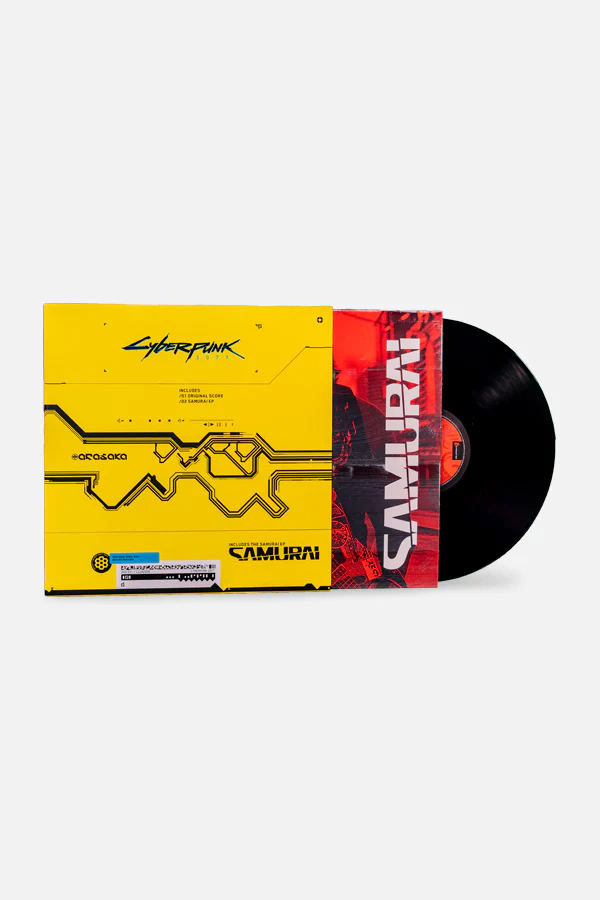 CYBERPUNK
2077
INCLUDES
/01 ORIGINAL SCORE
/02 SAMURAI EP
arasaka
INCLUDES THE SAMURAI EP
SAMURAI
SAMURAI